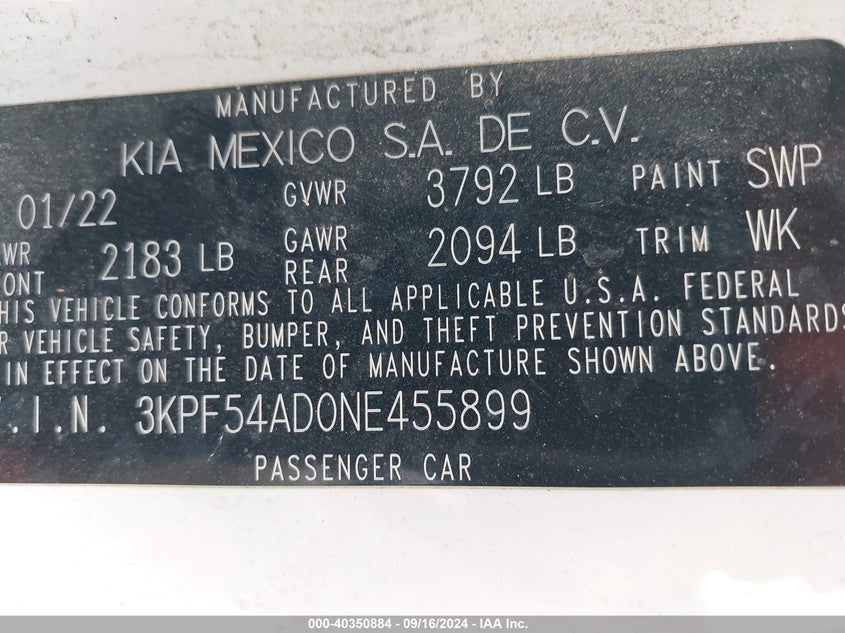 MANUFACTURED BY
KIA MEXICO S.A. DE C.V.
01/22 GVWR 3792 LB PAINT SWP
WR 2183 LB GAWR 2094 LB TRIM WK
ONT REAR
HIS VEHICLE CONFORMS TO ALL APPLICABLE U.S.A. FEDERAL
R VEHICLE SAFETY, BUMPER, AND THEFT PREVENTION STANDARDS
IN EFFECT ON THE DATE OF MANUFACTURE SHOWN ABOVE.
V.I.N. 3KPF54AD0NE455899
PASSENGER CAR
000-40350884 - 09/16/2024 - IAA Inc.